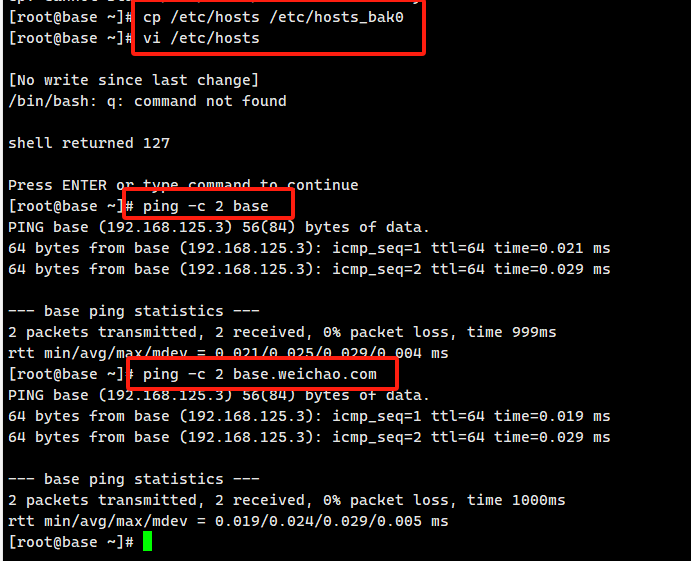 [root@base ~]# cp /etc/hosts /etc/hosts_bak0
[root@base ~]# vi /etc/hosts
[No write since last change]
/bin/bash: q: command not found
shell returned 127
Press ENTER or type command to continue
[root@base ~]# ping -c 2 base
PING base (192.168.125.3) 56(84) bytes of data.
64 bytes from base (192.168.125.3): icmp_seq=1 ttl=64 time=0.021 ms
64 bytes from base (192.168.125.3): icmp_seq=2 ttl=64 time=0.029 ms
--- base ping statistics ---
2 packets transmitted, 2 received, 0% packet loss, time 999ms
rtt min/avg/max/mdev = 0.021/0.025/0.029/0.004 ms
[root@base ~]# ping -c 2 base.weichao.com
PING base (192.168.125.3) 56(84) bytes of data.
64 bytes from base (192.168.125.3): icmp_seq=1 ttl=64 time=0.019 ms
64 bytes from base (192.168.125.3): icmp_seq=2 ttl=64 time=0.029 ms
--- base ping statistics ---
2 packets transmitted, 2 received, 0% packet loss, time 1000ms
rtt min/avg/max/mdev = 0.019/0.024/0.029/0.005 ms
[root@base ~]#